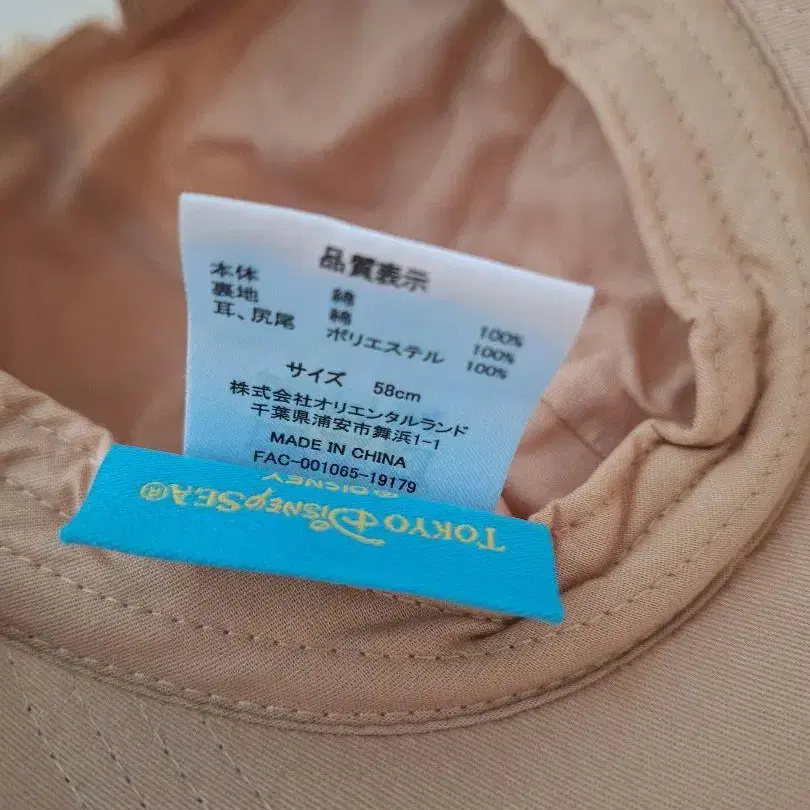 品質表示
本体 綿 100%
裏地 綿 100%
耳、尻尾 ポリエステル 100%
サイズ 58cm
株式会社オリエンタルランド
千葉県浦安市舞浜1-1
MADE IN CHINA
FAC-001065-19179
TOKYO DISNEYSEA®
© DISNEY